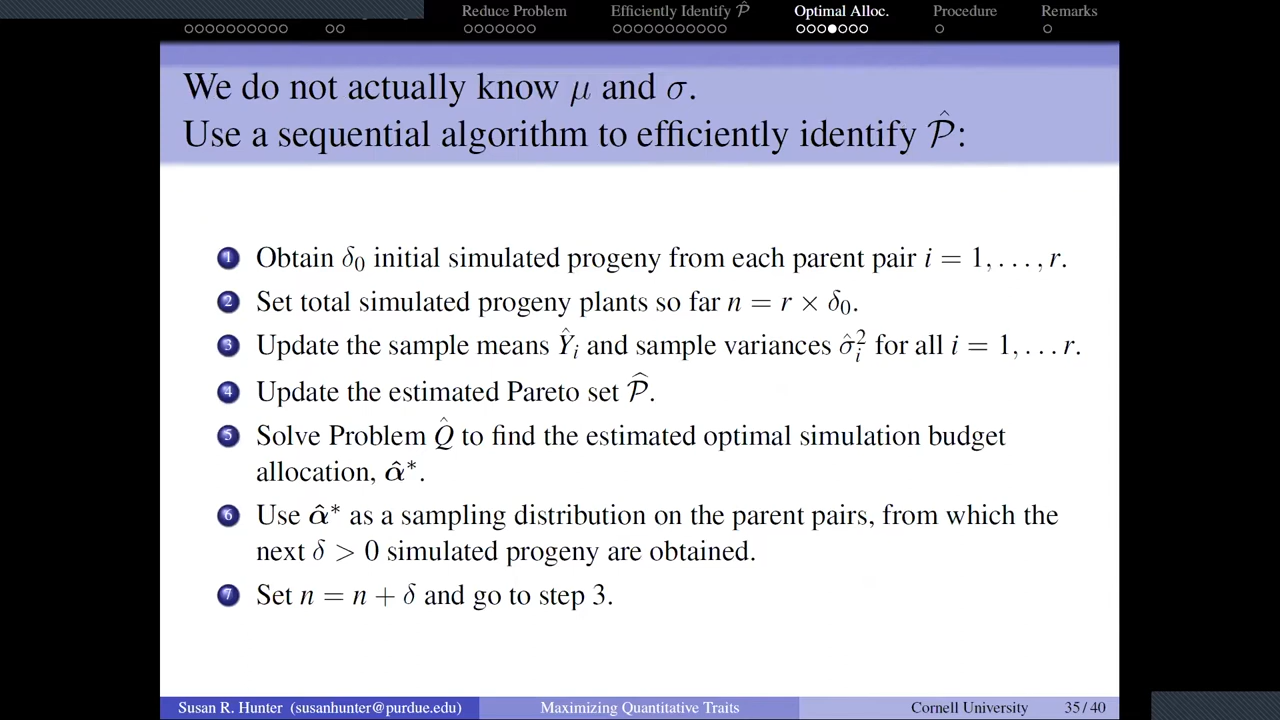 Reduce Problem Efficiently Identify 𝒫̂ Optimal Alloc. Procedure Remarks
We do not actually know μ and σ.
Use a sequential algorithm to efficiently identify 𝒫̂:
1 Obtain δ₀ initial simulated progeny from each parent pair i = 1, . . . , r.
2 Set total simulated progeny plants so far n = r × δ₀.
3 Update the sample means Ŷᵢ and sample variances σ̂ᵢ² for all i = 1, . . . r.
4 Update the estimated Pareto set 𝒫̂.
5 Solve Problem Q̂ to find the estimated optimal simulation budget
allocation, α̂*.
6 Use α̂* as a sampling distribution on the parent pairs, from which the
next δ > 0 simulated progeny are obtained.
7 Set n = n + δ and go to step 3.
Susan R. Hunter (susanhunter@purdue.edu) Maximizing Quantitative Traits Cornell University 35 / 40